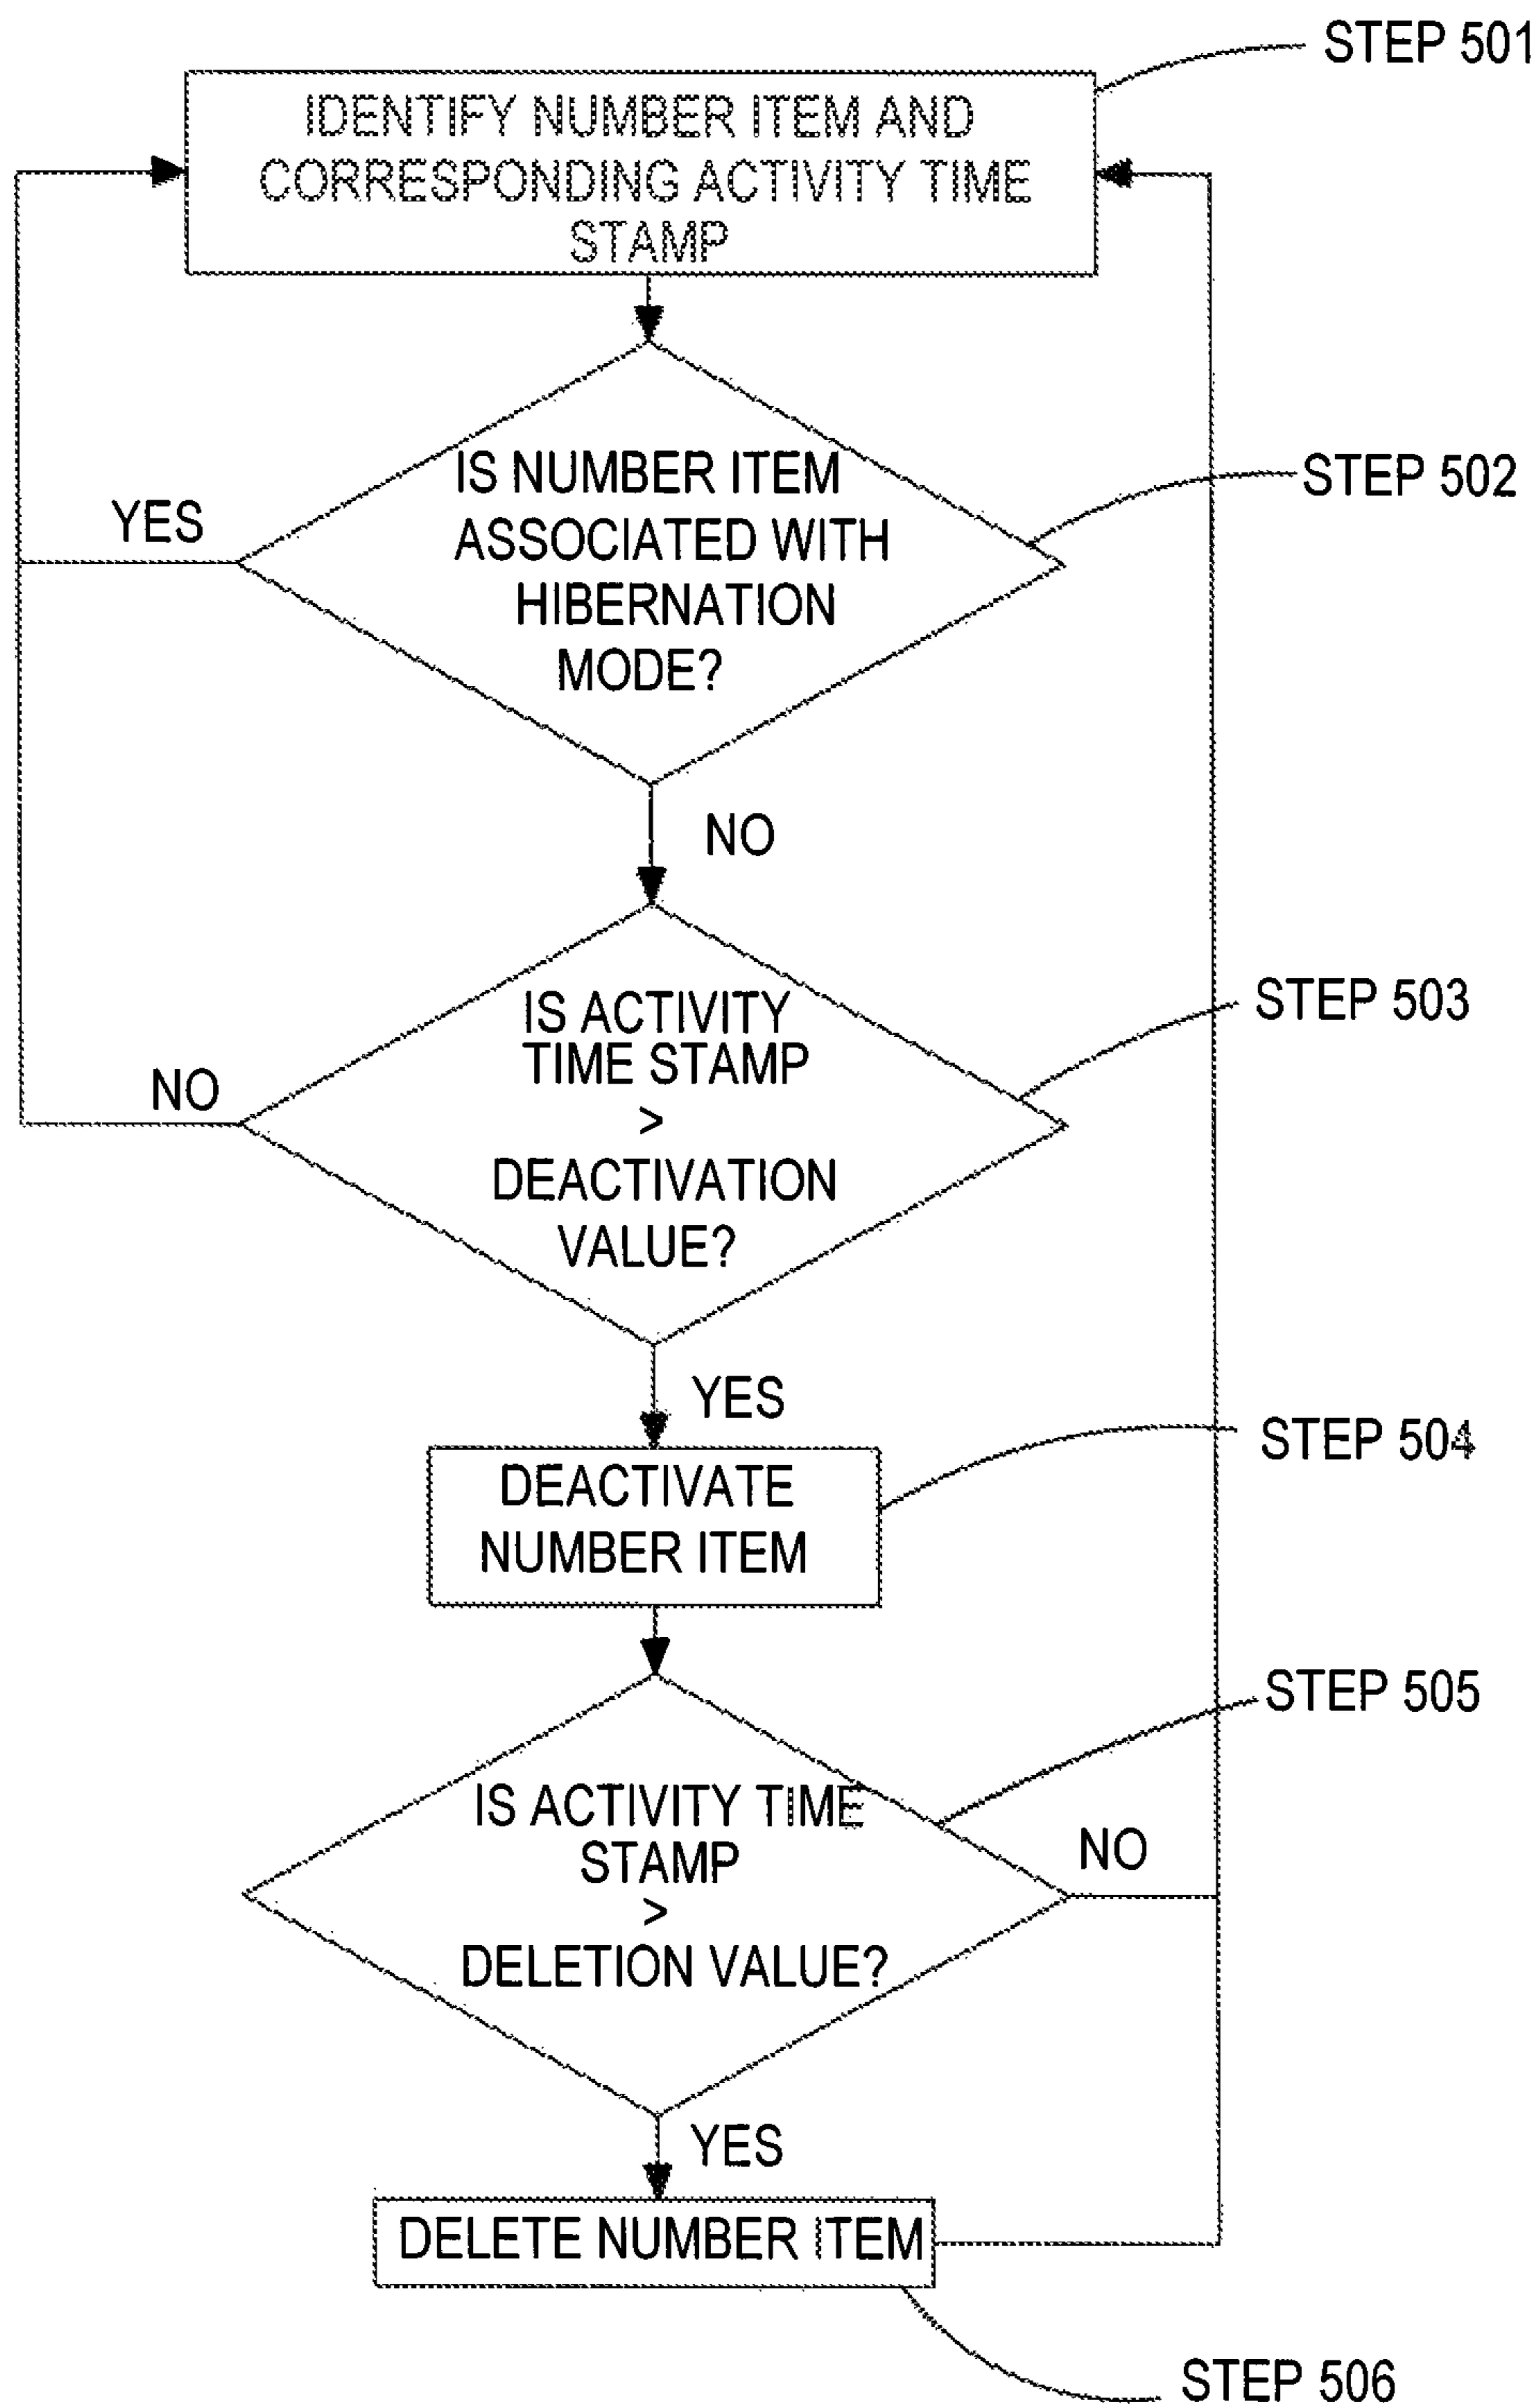 STEP 501
IDENTIFY NUMBER ITEM AND
CORRESPONDING ACTIVITY TIME
STAMP
IS NUMBER ITEM
ASSOCIATED WITH
HIBERNATION
MODE?
STEP 502
YES
NO
IS ACTIVITY
TIME STAMP
>
DEACTIVATION
VALUE?
STEP 503
NO
YES
DEACTIVATE
NUMBER ITEM
STEP 504
IS ACTIVITY TIME
STAMP
>
DELETION VALUE?
STEP 505
NO
YES
DELETE NUMBER ITEM
STEP 506